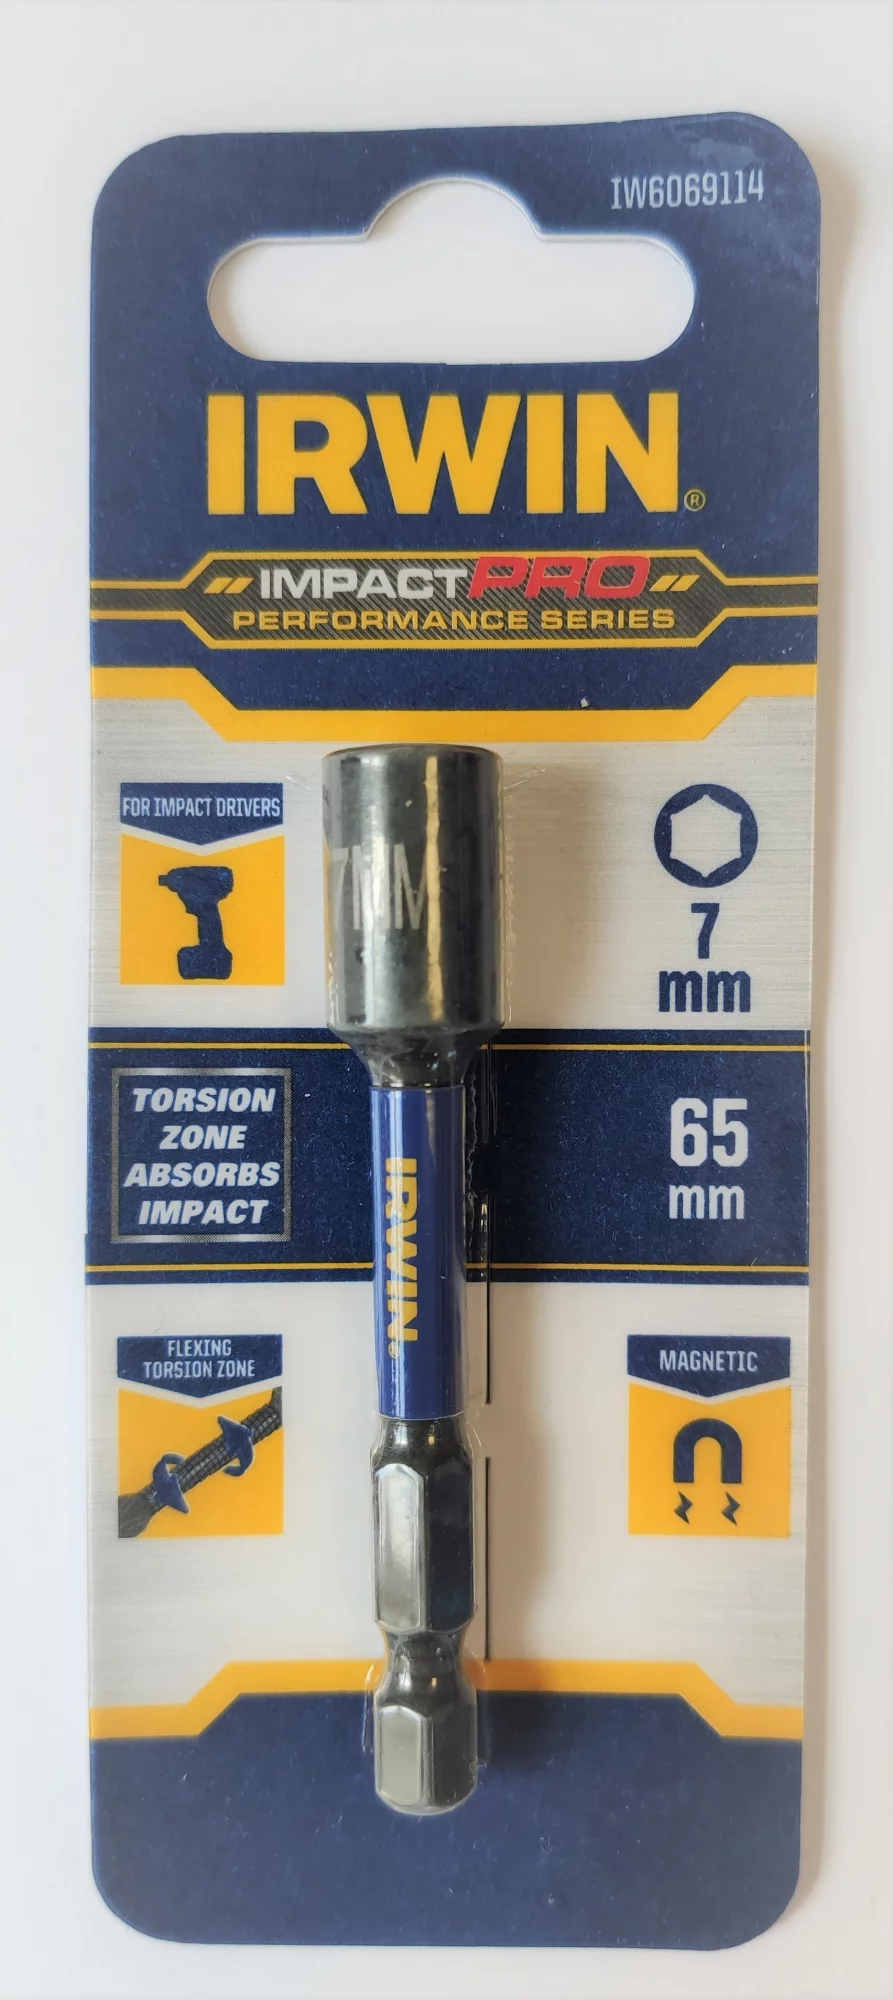 IW6069114
IRWIN®
IMPACTPRO
PERFORMANCE SERIES
FOR IMPACT DRIVERS
7MM
7
mm
TORSION
ZONE
ABSORBS
IMPACT
65
mm
IRWIN®
FLEXING
TORSION ZONE
MAGNETIC